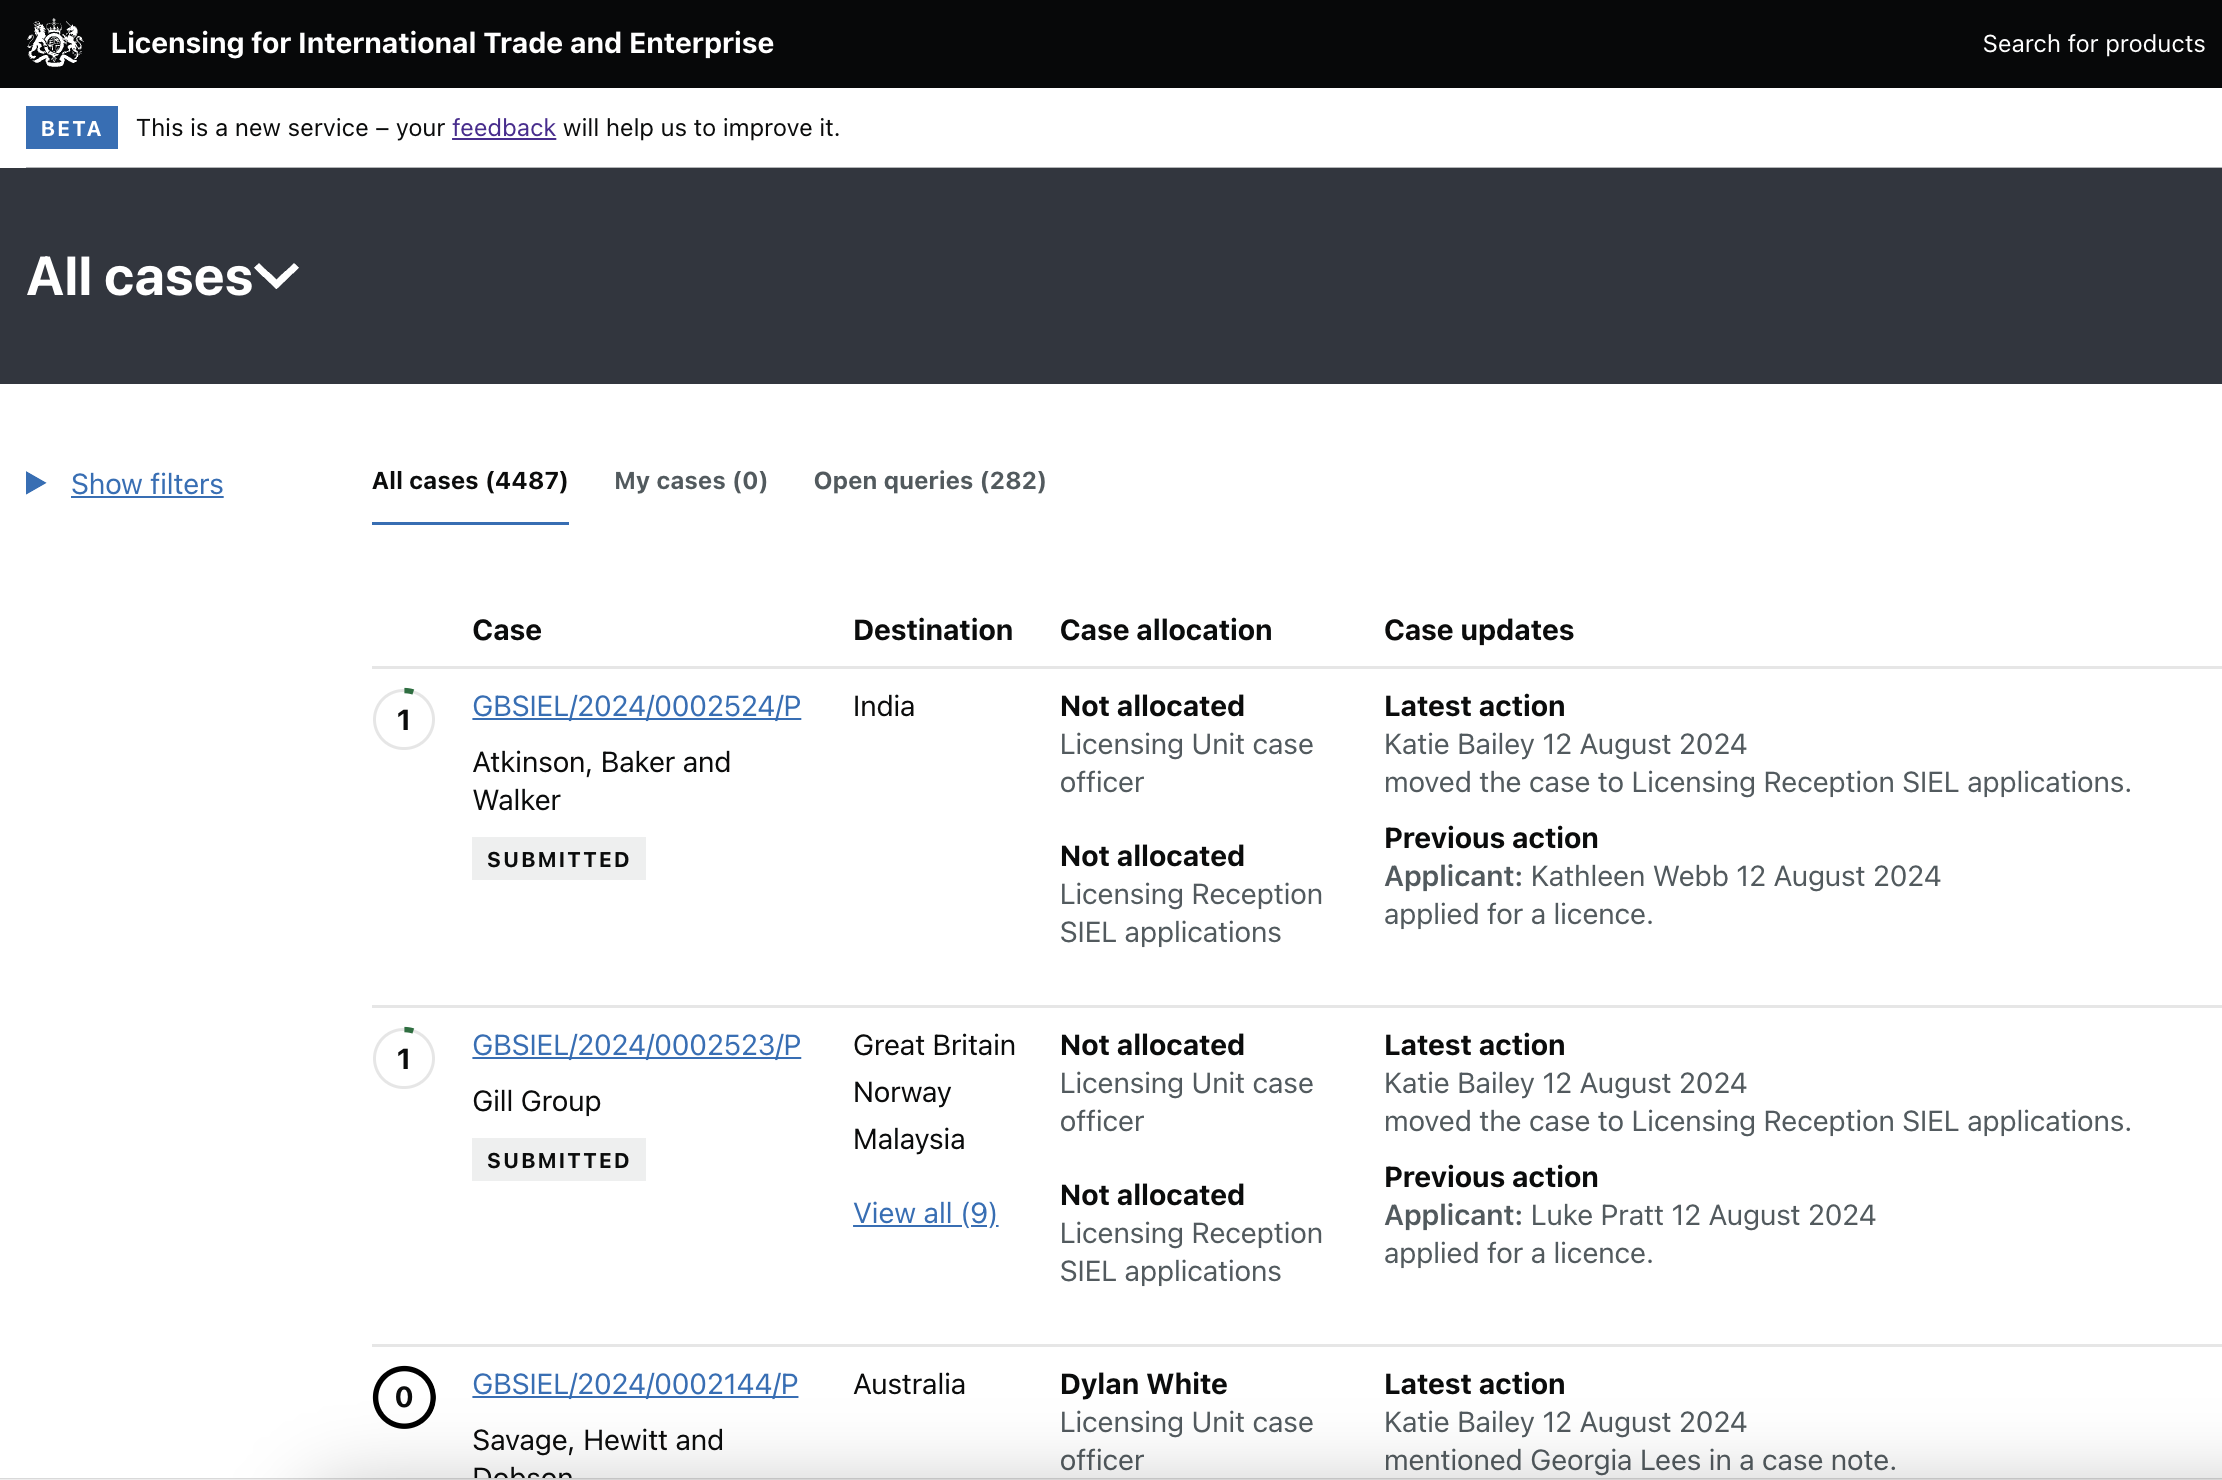 Licensing for International Trade and Enterprise
Search for products
BETA
This is a new service – your feedback will help us to improve it.
All cases
Show filters
All cases (4487)
My cases (0)
Open queries (282)
Case
Destination
Case allocation
Case updates
1
GBSIEL/2024/0002524/P
Atkinson, Baker and
Walker
SUBMITTED
India
Not allocated
Licensing Unit case
officer
Not allocated
Licensing Reception
SIEL applications
Latest action
Katie Bailey 12 August 2024
moved the case to Licensing Reception SIEL applications.
Previous action
Applicant: Kathleen Webb 12 August 2024
applied for a licence.
1
GBSIEL/2024/0002523/P
Gill Group
SUBMITTED
Great Britain
Norway
Malaysia
View all (9)
Not allocated
Licensing Unit case
officer
Not allocated
Licensing Reception
SIEL applications
Latest action
Katie Bailey 12 August 2024
moved the case to Licensing Reception SIEL applications.
Previous action
Applicant: Luke Pratt 12 August 2024
applied for a licence.
0
GBSIEL/2024/0002144/P
Savage, Hewitt and
Dobson
Australia
Dylan White
Licensing Unit case
officer
Latest action
Katie Bailey 12 August 2024
mentioned Georgia Lees in a case note.